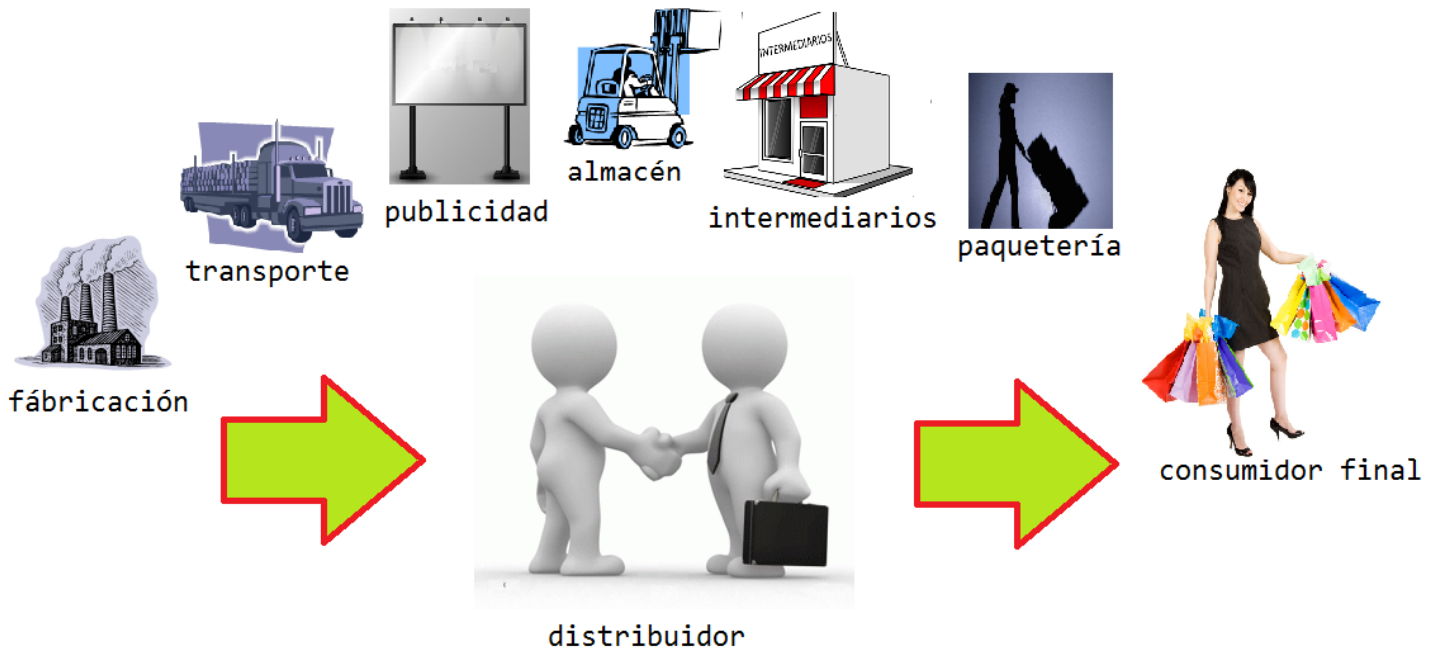 fábricación
transporte
publicidad
almacén
INTERMEDIARIOS
intermediarios
paquetería
consumidor final
distribuidor